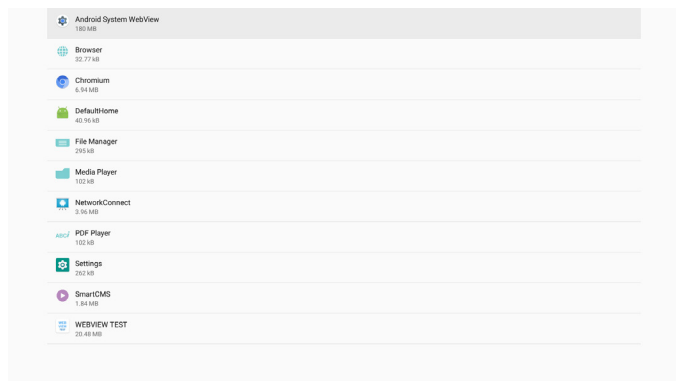 Android System WebView
180 MB
Browser
32.77 kB
Chromium
6.94 MB
DefaultHome
40.96 kB
File Manager
295 kB
Media Player
102 kB
NetworkConnect
3.96 MB
PDF Player
102 kB
Settings
262 kB
SmartCMS
1.84 MB
WEBVIEW TEST
20.48 MB